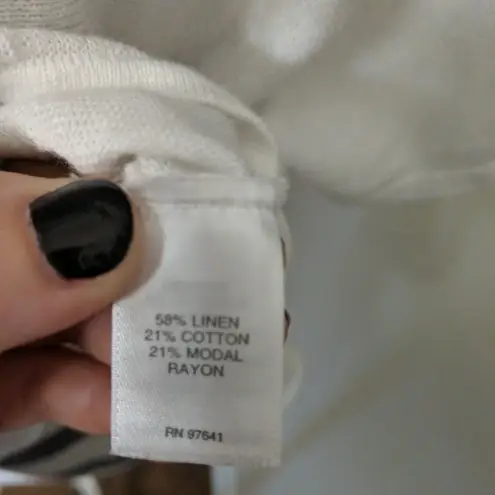 58% LINEN
21% COTTON
21% MODAL
RAYON
RN 97641